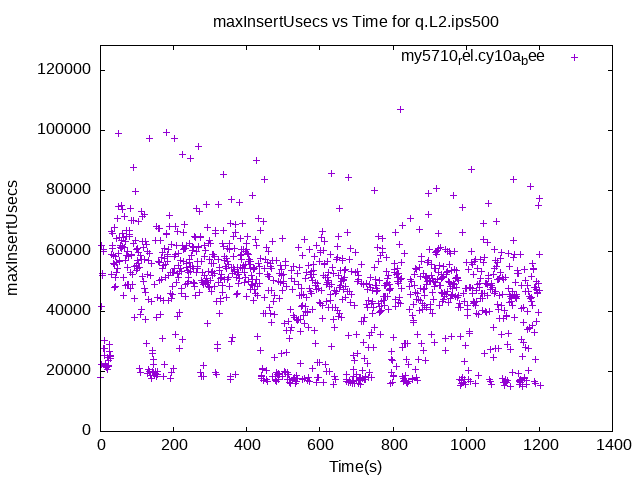 maxInsertUsecs vs Time for q.L2.ips500
my5710rel.cy10abee
maxInsertUsecs
120000
100000
80000
60000
40000
20000
0
0 200 400 600 800 1000 1200 1400
Time(s)